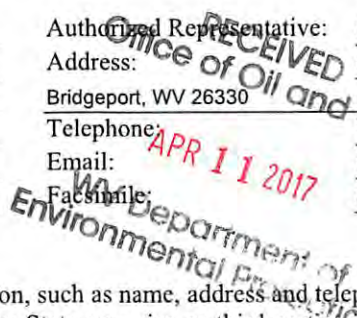 Authorized Representative:
Address:
Bridgeport, WV 26330
Telephone:
Email:
Facsimile:
RECEIVED
Office of Oil and
APR 11 2017
WV Department of
Environmental
on, such as name, address and telep